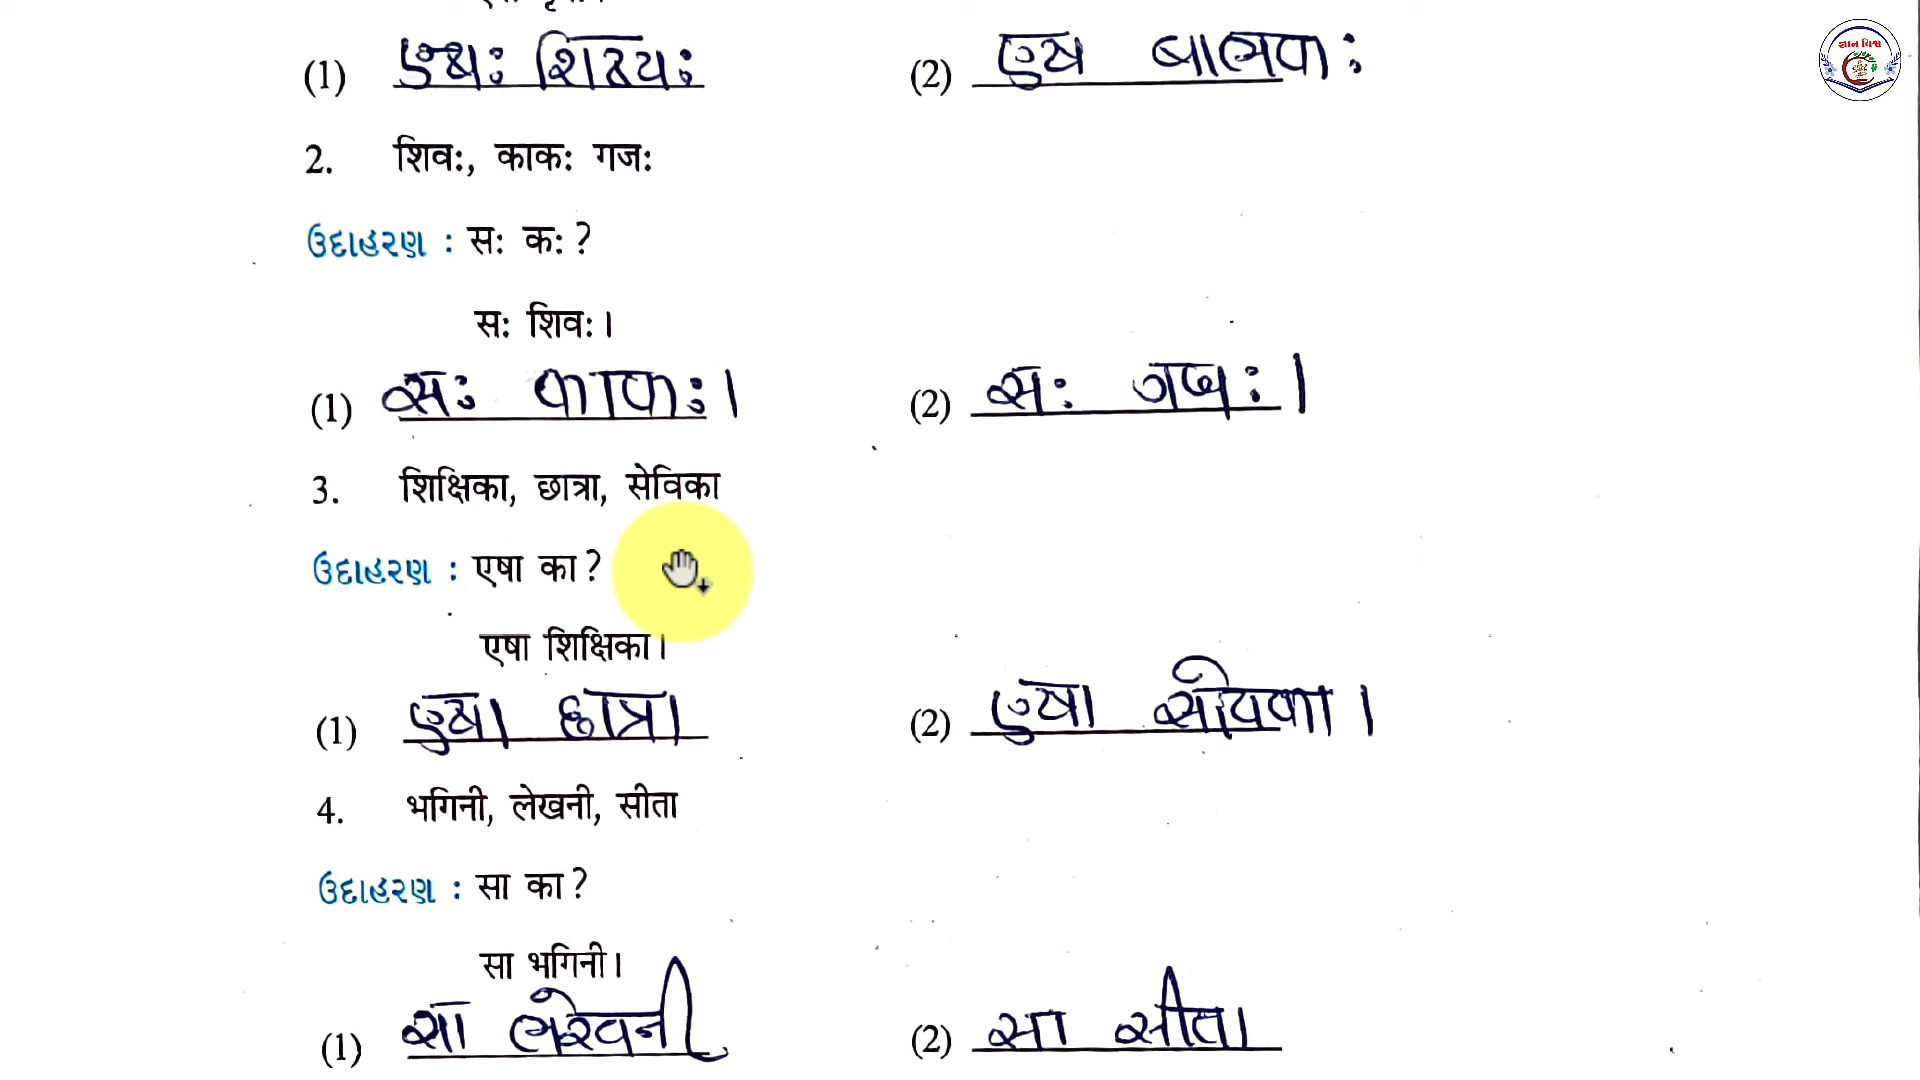 (1) एषः शिष्यः (2) एष बालकः
2. शिवः, काकः गजः
ઉદાહરણ : सः कः ?
सः शिवः ।
(1) सः काकः । (2) सः गजः ।
3. शिक्षिका, छात्रा, सेविका
ઉદાહરણ : एषा का ?
एषा शिक्षिका ।
(1) एषा छात्रा (2) एषा सेविका ।
4. भगिनी, लेखनी, सीता
ઉદાહરણ : सा का ?
सा भगिनी ।
(1) सा लेखनी (2) सा सीता
ज्ञान विश्व